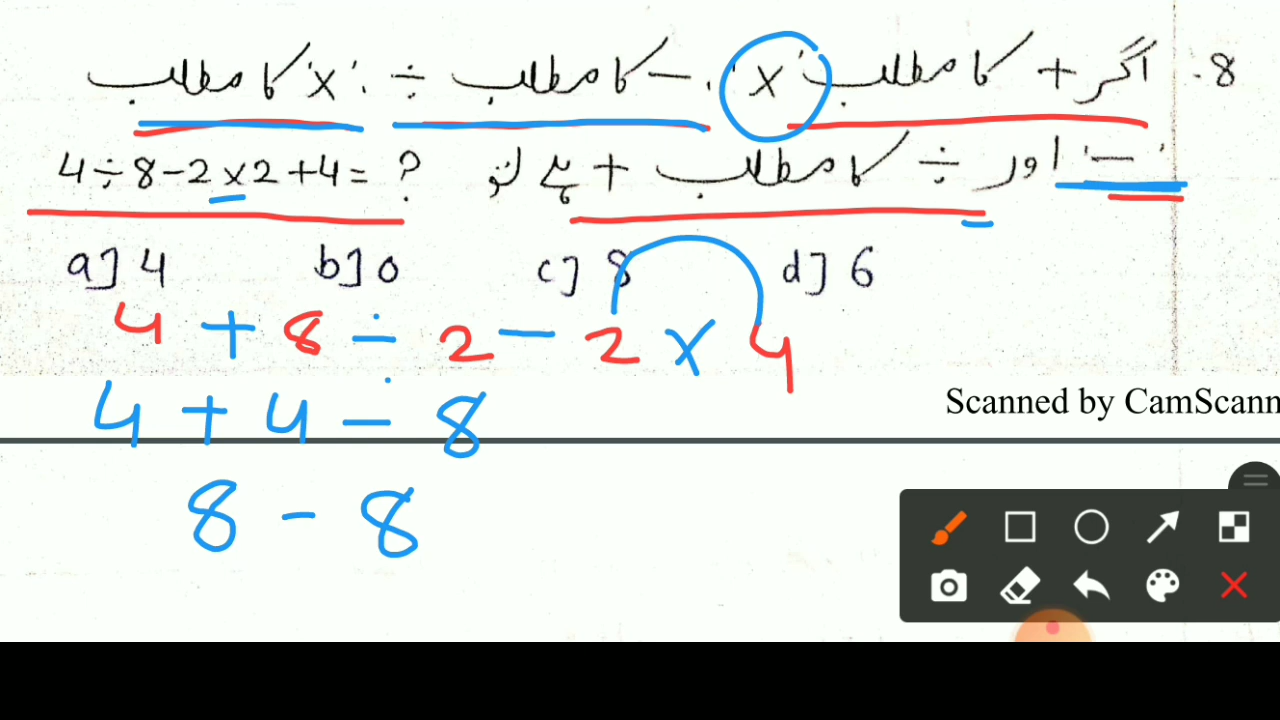 8. اگر + کا مطلب 'x' ، — کا مطلب ÷ ، 'x' کا مطلب
'—' اور ÷ کا مطلب + ہے تو 4÷8-2x2+4= ?
a] 4 b] 0 c] 8 d] 6
4 + 8 ÷ 2 - 2 x 4
4 + 4 - 8
Scanned by CamScann
8 - 8